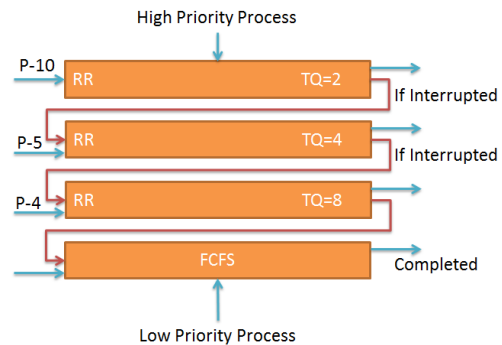 High Priority Process
P-10
RR TQ=2
If Interrupted
RR TQ=4
P-5
If Interrupted
RR TQ=8
P-4
FCFS
Completed
Low Priority Process